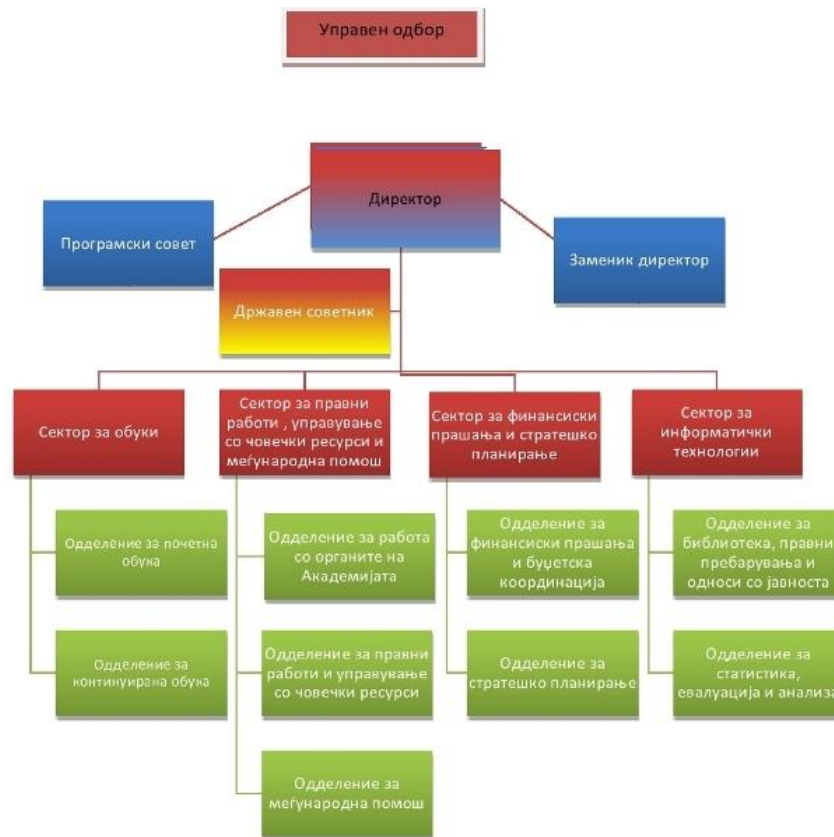 Управен одбор
Директор
Програмски совет
Заменик директор
Државен советник
Сектор за обуки
Сектор за правни
работи , управување
со човечки ресурси и
меѓународна помош
Сектор за финансиски
прашања и стратешко
планирање
Сектор за
информатички
технологии
Одделение за почетна
обука
Одделение за работа
со органите на
Академијата
Одделение за
финансиски прашања
и буџетска
координација
Одделение за
библиотека, правни
пребарувања и
односи со јавноста
Одделение за
континуирана обука
Одделение за правни
работи и управување
со човечки ресурси
Одделение за
стратешко планирање
Одделение за
статистика,
евалуација и анализа
Одделение за
меѓународна помош